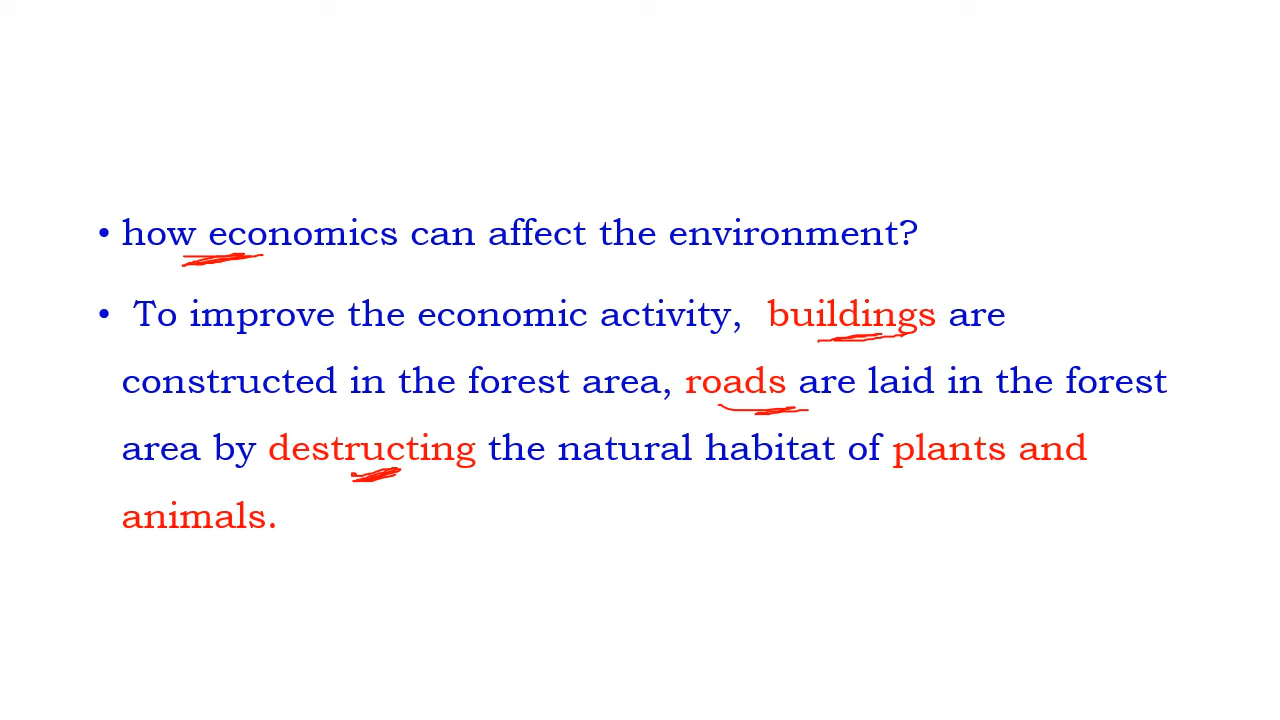 • how economics can affect the environment?
• To improve the economic activity, buildings are
constructed in the forest area, roads are laid in the forest
area by destructing the natural habitat of plants and
animals.